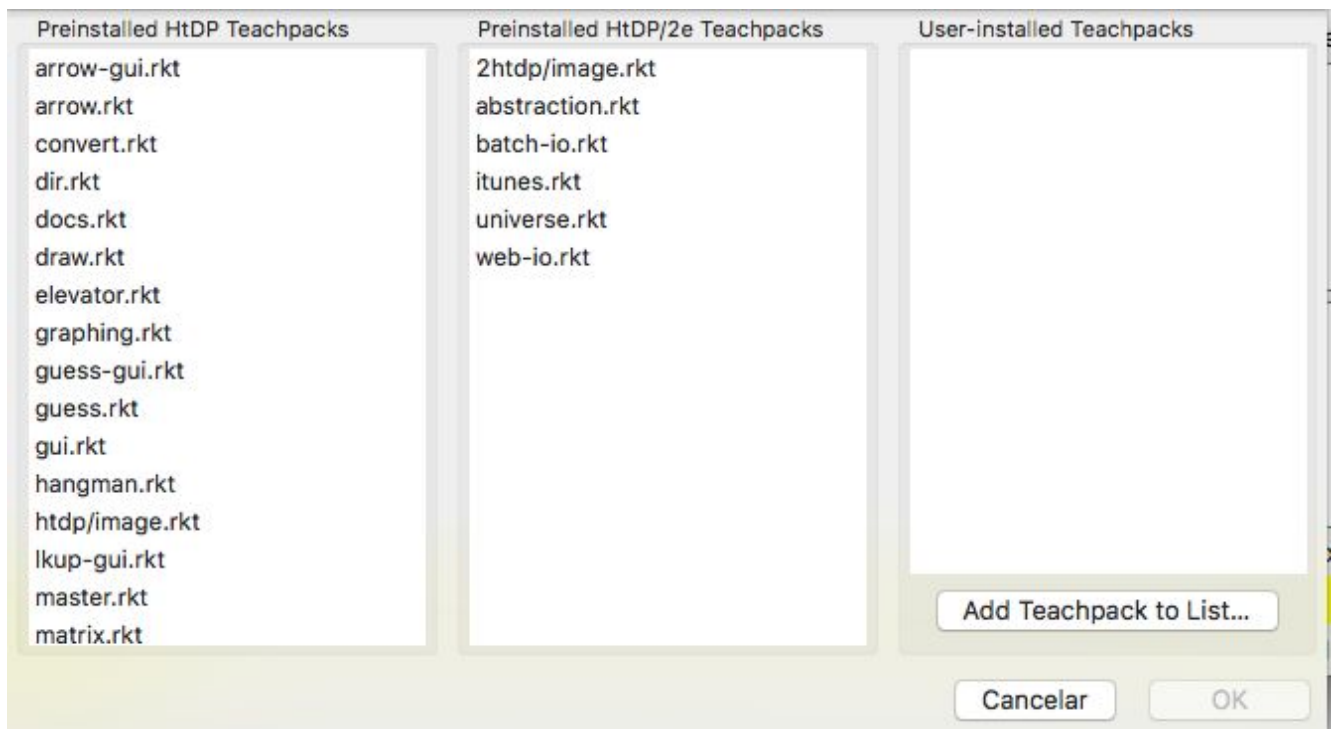 Preinstalled HtDP Teachpacks
arrow-gui.rkt
arrow.rkt
convert.rkt
dir.rkt
docs.rkt
draw.rkt
elevator.rkt
graphing.rkt
guess-gui.rkt
guess.rkt
gui.rkt
hangman.rkt
htdp/image.rkt
lkup-gui.rkt
master.rkt
matrix.rkt
Preinstalled HtDP/2e Teachpacks
2htdp/image.rkt
abstraction.rkt
batch-io.rkt
itunes.rkt
universe.rkt
web-io.rkt
User-installed Teachpacks
Add Teachpack to List...
Cancelar
OK